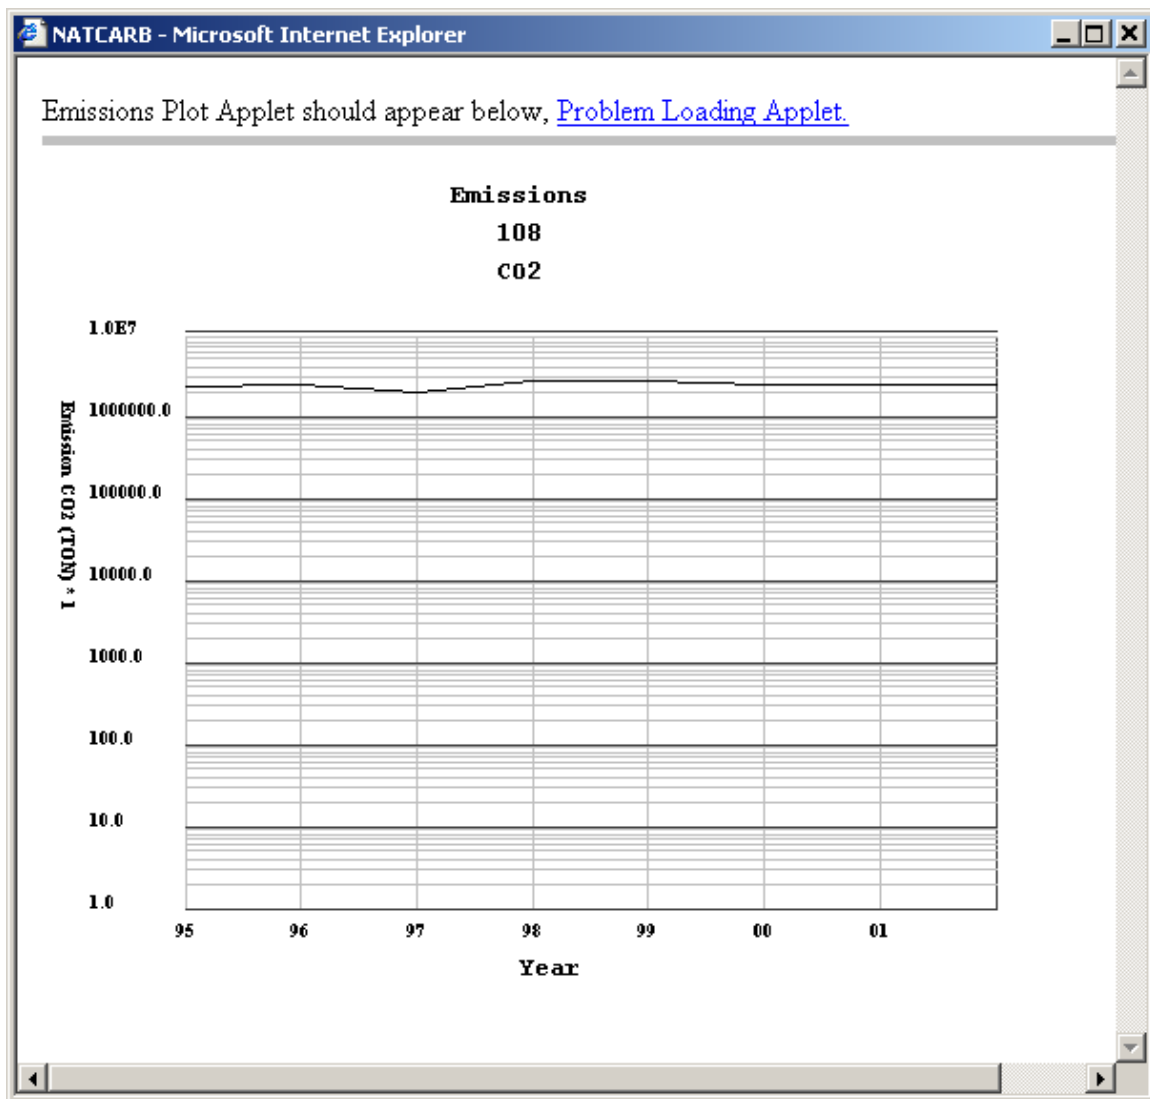 NATCARB - Microsoft Internet Explorer
Emissions Plot Applet should appear below, Problem Loading Applet.
Emissions
108
CO2
1.0E7
1000000.0
100000.0
10000.0
1000.0
100.0
10.0
1.0
Emission CO2 (TON) * 1
95 96 97 98 99 00 01
Year